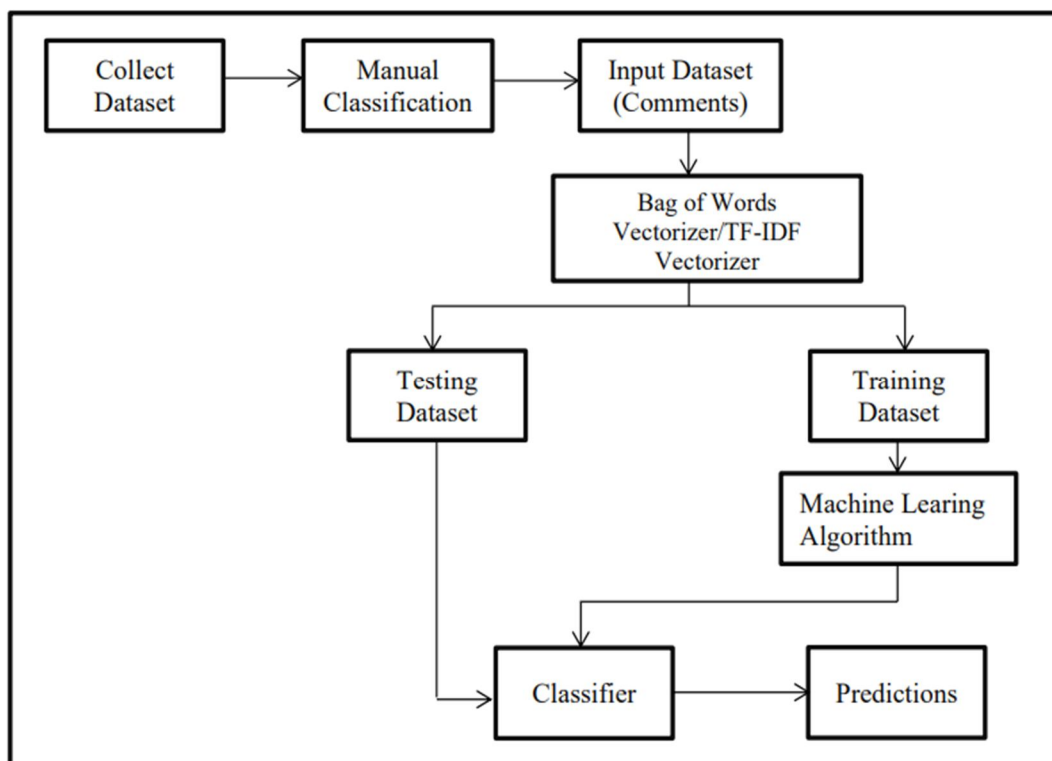 Collect
Dataset
Manual
Classification
Input Dataset
(Comments)
Bag of Words
Vectorizer/TF-IDF
Vectorizer
Testing
Dataset
Training
Dataset
Machine Learing
Algorithm
Classifier
Predictions